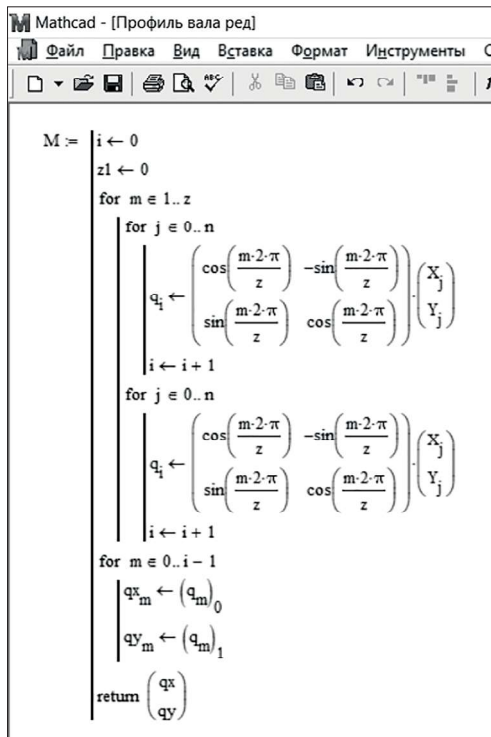 Mathcad - [Профиль вала ред]
Файл Правка Вид Вставка Формат Инструменты
M := i ← 0
z1 ← 0
for m ∈ 1..z
for j ∈ 0..n
q_i ← (cos(m·2·π/z) -sin(m·2·π/z) sin(m·2·π/z) cos(m·2·π/z))·(X_j Y_j)
i ← i + 1
for j ∈ 0..n
q_i ← (cos(m·2·π/z) -sin(m·2·π/z) sin(m·2·π/z) cos(m·2·π/z))·(X_j Y_j)
i ← i + 1
for m ∈ 0..i - 1
qx_m ← (q_m)_0
qy_m ← (q_m)_1
return (qx qy)